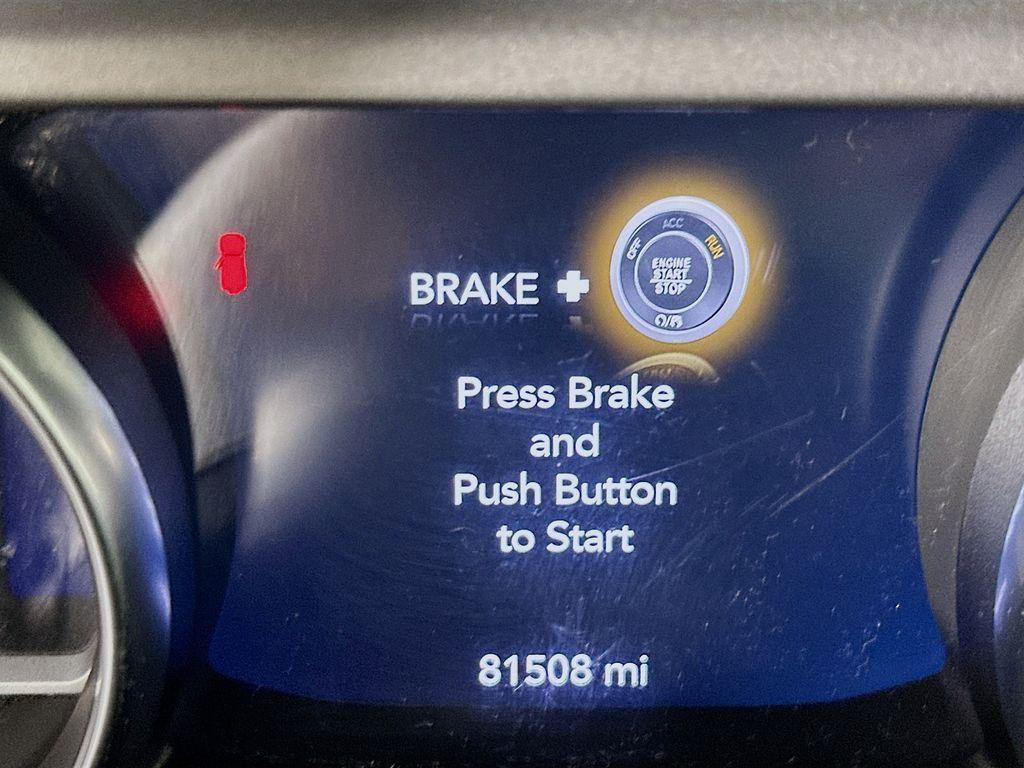 ACC
OFF
RUN
ENGINE
START
STOP
BRAKE +
Press Brake
and
Push Button
to Start
81508 mi